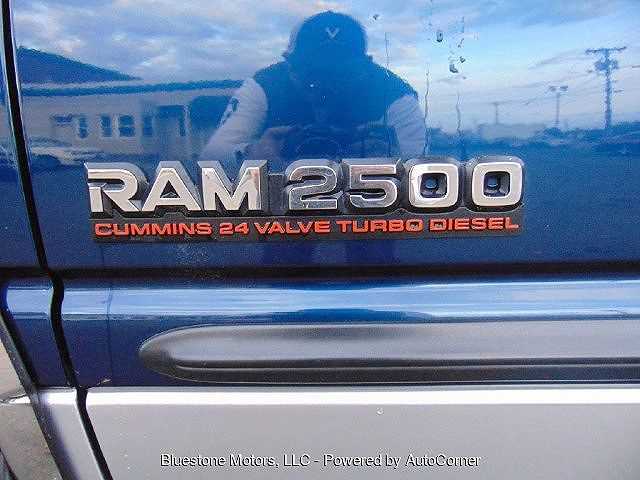 RAM 2500
CUMMINS 24 VALVE TURBO DIESEL
Bluestone Motors, LLC - Powered by AutoCorner